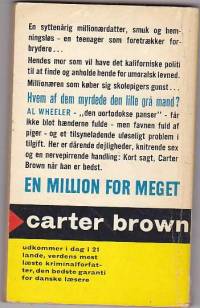 En syttenårig millionærdatter, smuk og hem-
ningsløs - en teenager som foretrækker for-
brydere...
Hendes mor som vil have det kaliforniske politi
til at finde og anholde hende for umoralsk levned.
Millionæren som køber sig skolepigers gunst...
Hvem af dem myrdede den lille grå mand?
AL WHEELER - „den uortodokse panser" - får
ikke blot hænderne fulde - men favnen fuld af
piger - og et tilsyneladende uløseligt problem i
tilgift. Her er dårende dejligheder, knitrende sex
og en nervepirrende handling: Kort sagt, Carter
Brown når han er bedst.
EN MILLION FOR MEGET
carter brown
udkommer i dag i 21
lande, verdens mest
læste kriminalforfat-
ter, den bedste garanti
for danske læsere